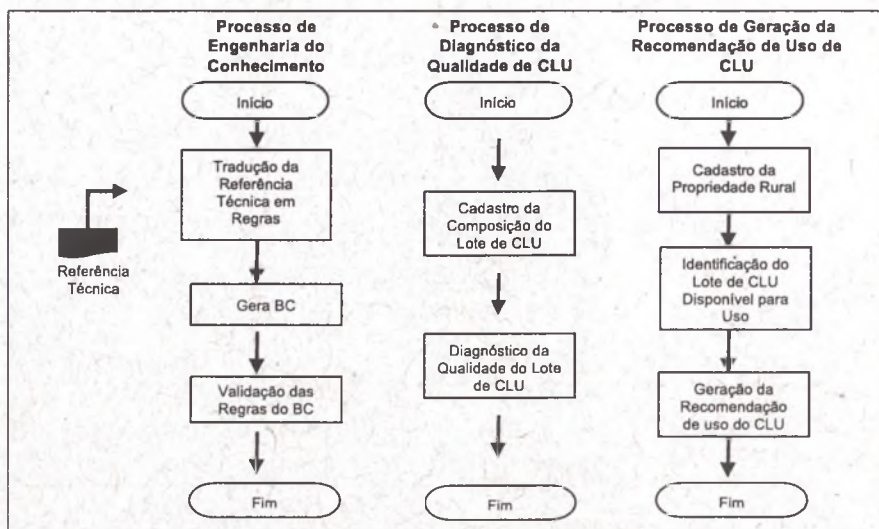 Processo de
Engenharia do
Conhecimento
Início
Tradução da
Referência
Técnica em
Regras
Referência
Técnica
Gera BC
Validação das
Regras do BC
Fim
Processo de
Diagnóstico da
Qualidade de CLU
Início
Cadastro da
Composição do
Lote de CLU
Diagnóstico da
Qualidade do Lote
de CLU
Fim
Processo de Geração da
Recomendação de Uso de
CLU
Início
Cadastro da
Propriedade Rural
Identificação do
Lote de CLU
Disponível para
Uso
Geração da
Recomendação
de uso do CLU
Fim